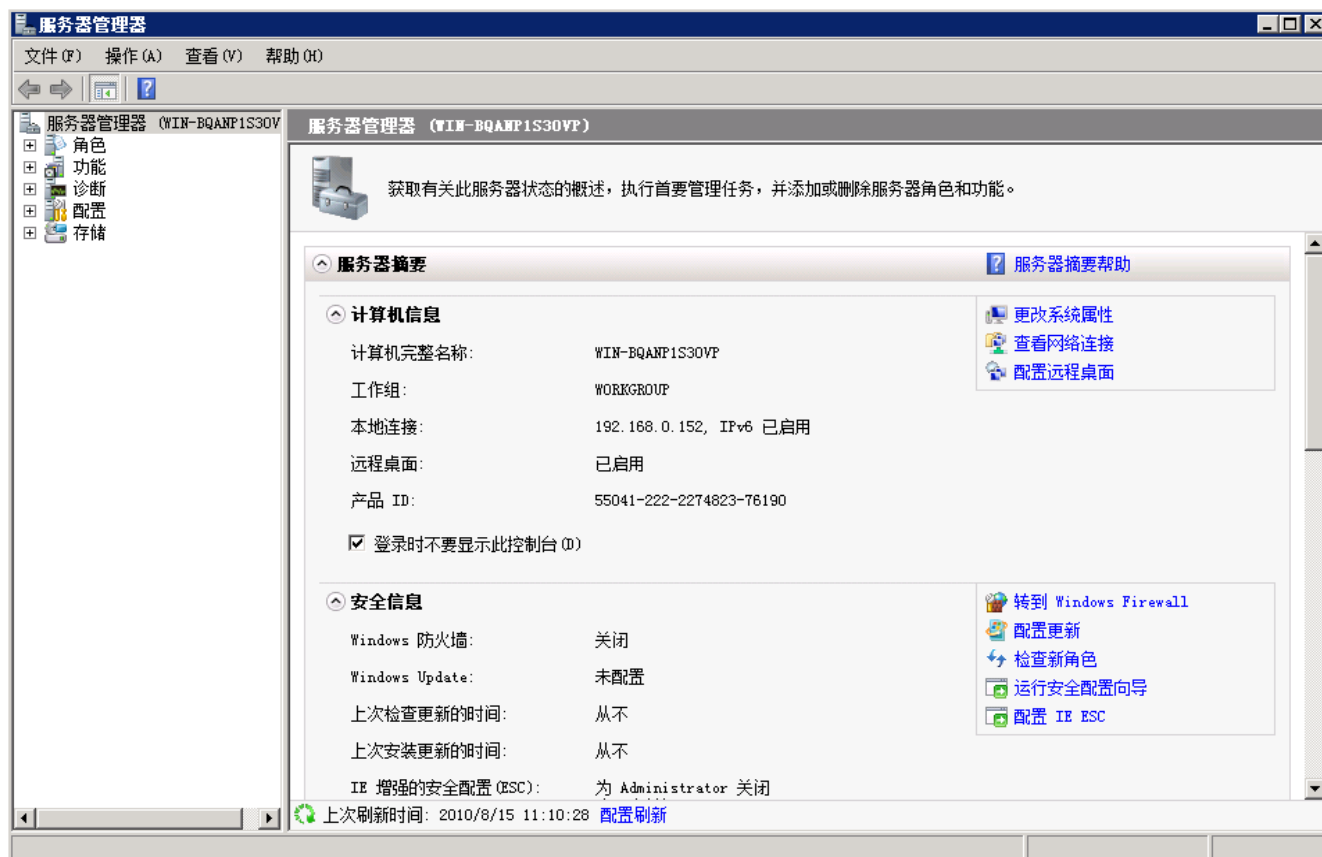 服务器管理器
文件(F) 操作(A) 查看(V) 帮助(H)
服务器管理器 (WIN-BQANP1S3OV
角色
功能
诊断
配置
存储
服务器管理器 (WIN-BQANP1S3OVP)
获取有关此服务器状态的概述，执行首要管理任务，并添加或删除服务器角色和功能。
服务器摘要
服务器摘要帮助
计算机信息
计算机完整名称: WIN-BQANP1S3OVP
工作组: WORKGROUP
本地连接: 192.168.0.152, IPv6 已启用
远程桌面: 已启用
产品 ID: 55041-222-2274823-76190
登录时不要显示此控制台(D)
更改系统属性
查看网络连接
配置远程桌面
安全信息
Windows 防火墙: 关闭
Windows Update: 未配置
上次检查更新的时间: 从不
上次安装更新的时间: 从不
IE 增强的安全配置(ESC): 为 Administrator 关闭
转到 Windows Firewall
配置更新
检查新角色
运行安全配置向导
配置 IE ESC
上次刷新时间: 2010/8/15 11:10:28 配置刷新